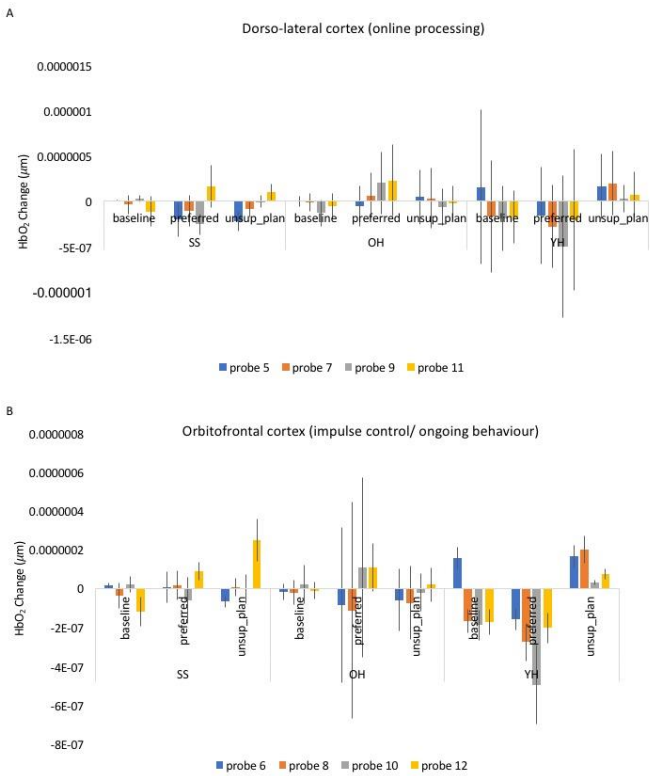 A
Dorso-lateral cortex (online processing)
0.0000015
0.000001
0.0000005
0
-5E-07
-0.000001
-1.5E-06
HbO₂ Change (μm)
baseline preferred unsup_plan baseline preferred unsup_plan baseline preferred unsup_plan
SS OH YH
probe 5 probe 7 probe 9 probe 11
B
Orbitofrontal cortex (impulse control/ ongoing behaviour)
0.0000008
0.0000006
0.0000004
0.0000002
0
-2E-07
-4E-07
-6E-07
-8E-07
HbO₂ Change (μm)
baseline preferred unsup_plan baseline preferred unsup_plan baseline preferred unsup_plan
SS OH YH
probe 6 probe 8 probe 10 probe 12